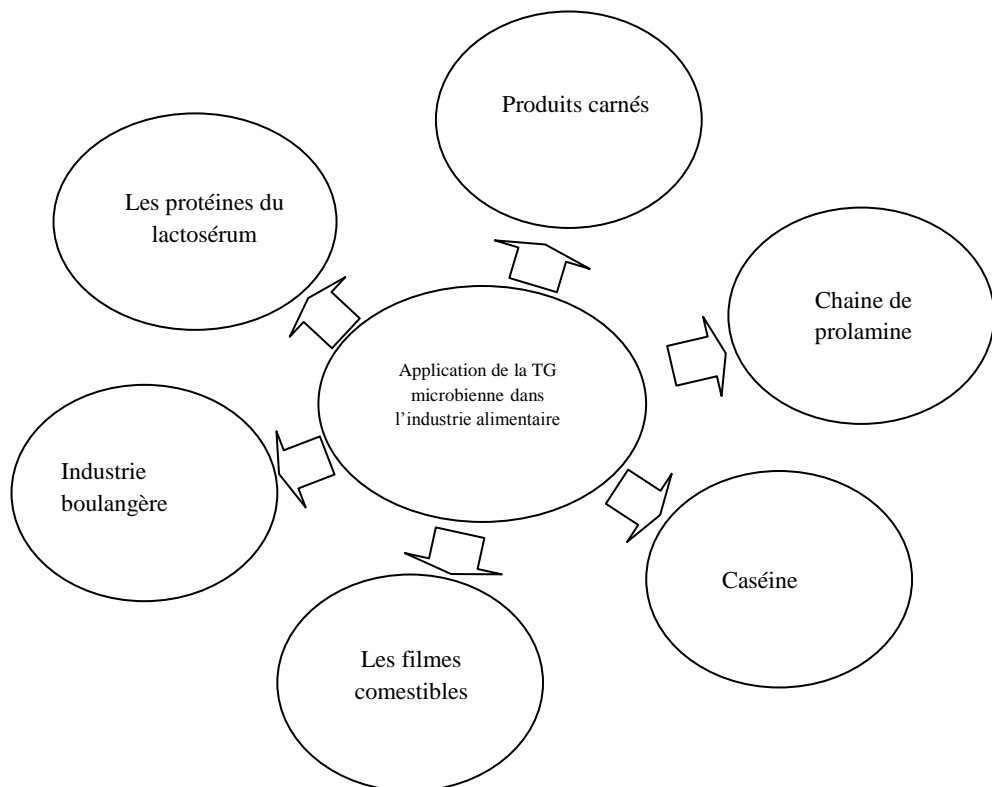 Produits carnés
Les protéines du
lactosérum
Chaine de
prolamine
Application de la TG
microbienne dans
l’industrie alimentaire
Industrie
boulangère
Caséine
Les filmes
comestibles